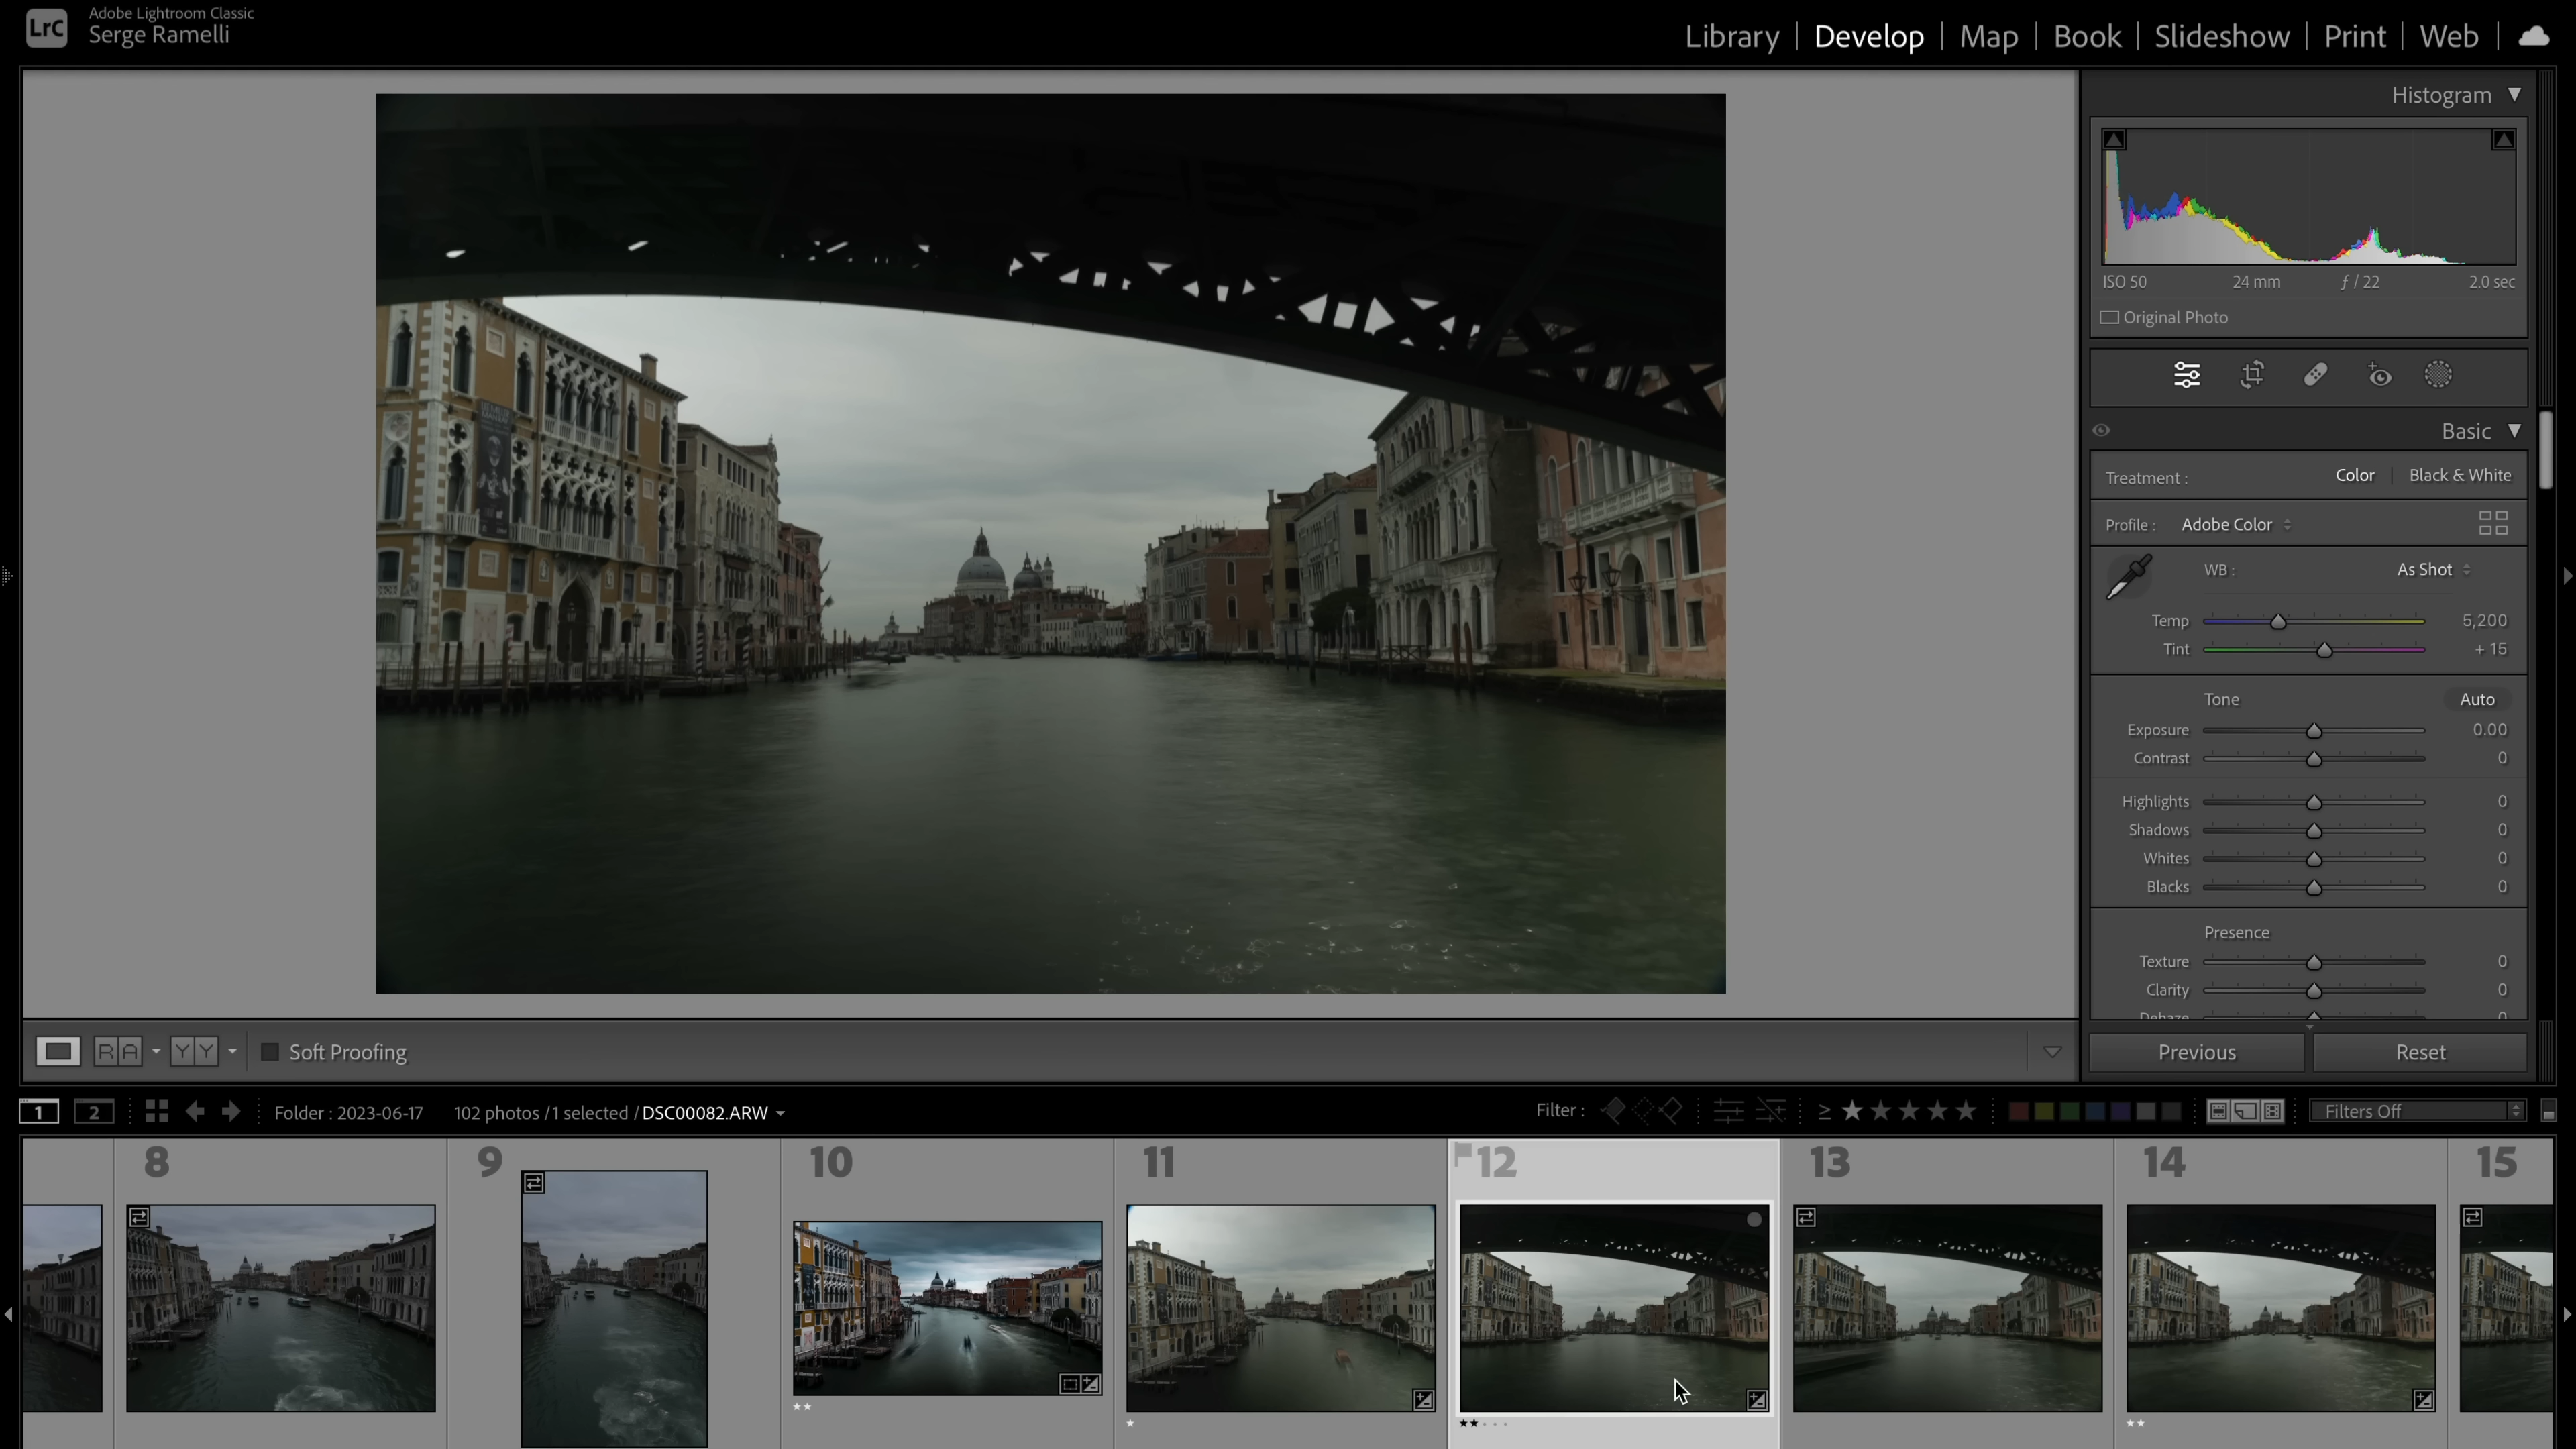 LrC
Adobe Lightroom Classic
Serge Ramelli
Library | Develop | Map | Book | Slideshow | Print | Web
Histogram
ISO 50 24 mm ƒ / 22 2.0 sec
Original Photo
Basic
Treatment : Color | Black & White
Profile : Adobe Color
WB : As Shot
Temp 5,200
Tint + 15
Tone Auto
Exposure 0.00
Contrast 0
Highlights 0
Shadows 0
Whites 0
Blacks 0
Presence
Texture 0
Clarity 0
Dehaze 0
R A Y Y Soft Proofing
Previous Reset
1 2 Folder : 2023-06-17 102 photos / 1 selected / DSC00082.ARW Filter : ≥ ★ ★ ★ ★ ★ Filters Off
8 9 10 11 12 13 14 15